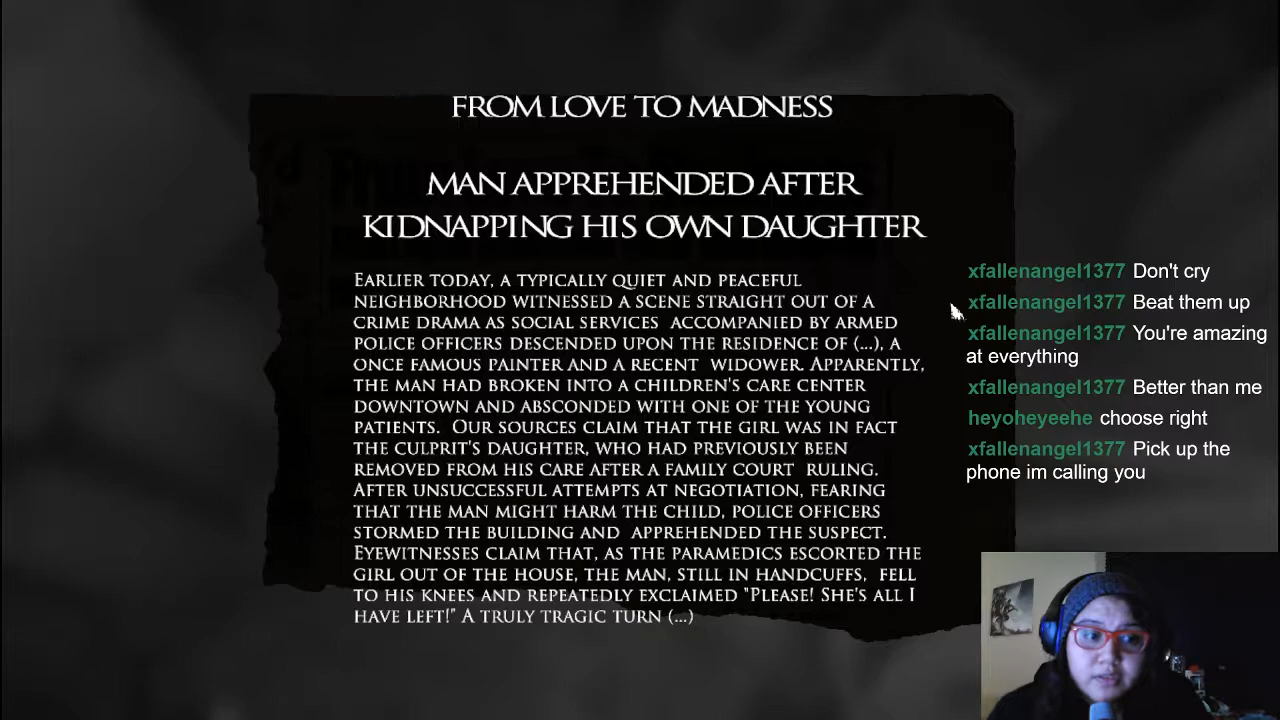 FROM LOVE TO MADNESS
MAN APPREHENDED AFTER
KIDNAPPING HIS OWN DAUGHTER
EARLIER TODAY, A TYPICALLY QUIET AND PEACEFUL
NEIGHBORHOOD WITNESSED A SCENE STRAIGHT OUT OF A
CRIME DRAMA AS SOCIAL SERVICES ACCOMPANIED BY ARMED
POLICE OFFICERS DESCENDED UPON THE RESIDENCE OF (...), A
ONCE FAMOUS PAINTER AND A RECENT WIDOWER. APPARENTLY,
THE MAN HAD BROKEN INTO A CHILDREN'S CARE CENTER
DOWNTOWN AND ABSCONDED WITH ONE OF THE YOUNG
PATIENTS. OUR SOURCES CLAIM THAT THE GIRL WAS IN FACT
THE CULPRIT'S DAUGHTER, WHO HAD PREVIOUSLY BEEN
REMOVED FROM HIS CARE AFTER A FAMILY COURT RULING.
AFTER UNSUCCESSFUL ATTEMPTS AT NEGOTIATION, FEARING
THAT THE MAN MIGHT HARM THE CHILD, POLICE OFFICERS
STORMED THE BUILDING AND APPREHENDED THE SUSPECT.
EYEWITNESSES CLAIM THAT, AS THE PARAMEDICS ESCORTED THE
GIRL OUT OF THE HOUSE, THE MAN, STILL IN HANDCUFFS, FELL
TO HIS KNEES AND REPEATEDLY EXCLAIMED "PLEASE! SHE'S ALL I
HAVE LEFT!" A TRULY TRAGIC TURN (...)
xfallenangel1377 Don't cry
xfallenangel1377 Beat them up
xfallenangel1377 You're amazing
at everything
xfallenangel1377 Better than me
heyoheyeehe choose right
xfallenangel1377 Pick up the
phone im calling you